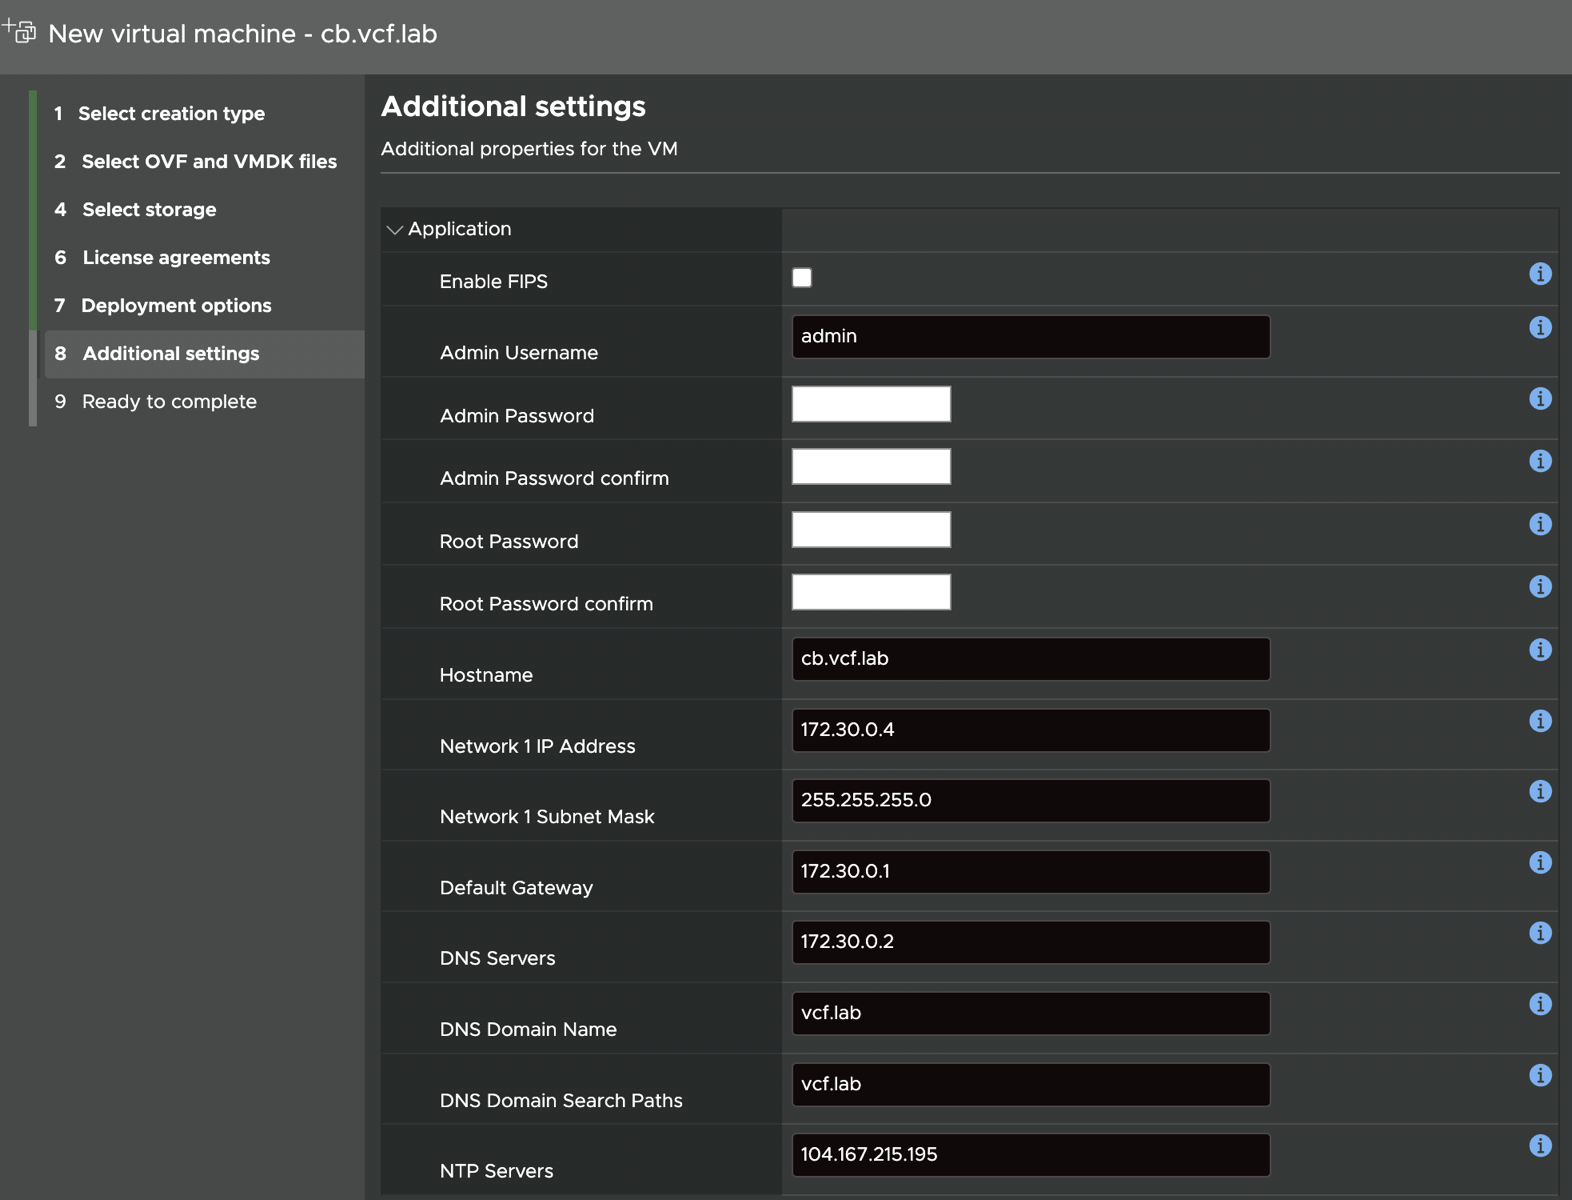 New virtual machine - cb.vcf.lab
1 Select creation type
2 Select OVF and VMDK files
4 Select storage
6 License agreements
7 Deployment options
8 Additional settings
9 Ready to complete
Additional settings
Additional properties for the VM
Application
Enable FIPS
Admin Username
admin
Admin Password
Admin Password confirm
Root Password
Root Password confirm
Hostname
cb.vcf.lab
Network 1 IP Address
172.30.0.4
Network 1 Subnet Mask
255.255.255.0
Default Gateway
172.30.0.1
DNS Servers
172.30.0.2
DNS Domain Name
vcf.lab
DNS Domain Search Paths
vcf.lab
NTP Servers
104.167.215.195